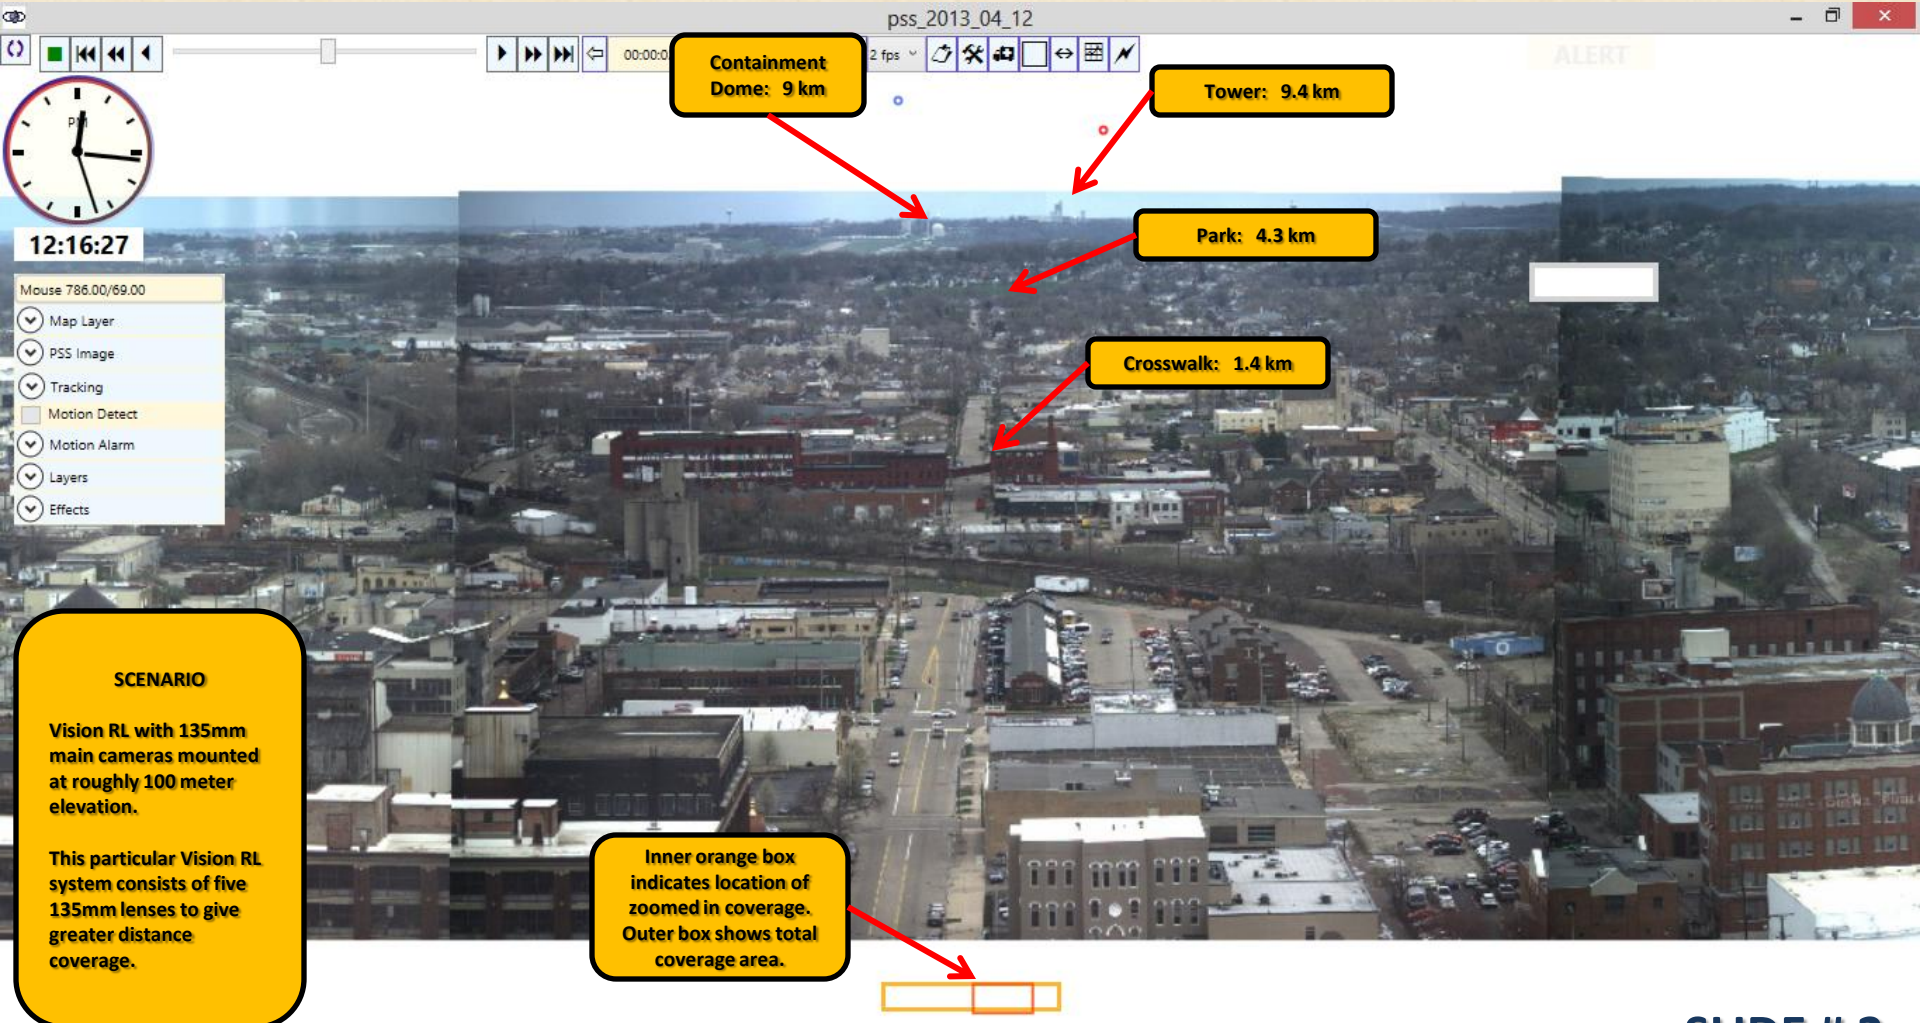 pss_2013_04_12
00:00:0
2 fps
ALERT
Containment
Dome: 9 km
Tower: 9.4 km
PM
12:16:27
Park: 4.3 km
Mouse 786.00/69.00
Map Layer
PSS Image
Tracking
Motion Detect
Motion Alarm
Layers
Effects
Crosswalk: 1.4 km
SCENARIO
Vision RL with 135mm
main cameras mounted
at roughly 100 meter
elevation.
This particular Vision RL
system consists of five
135mm lenses to give
greater distance
coverage.
Inner orange box
indicates location of
zoomed in coverage.
Outer box shows total
coverage area.
SLIDE # 2